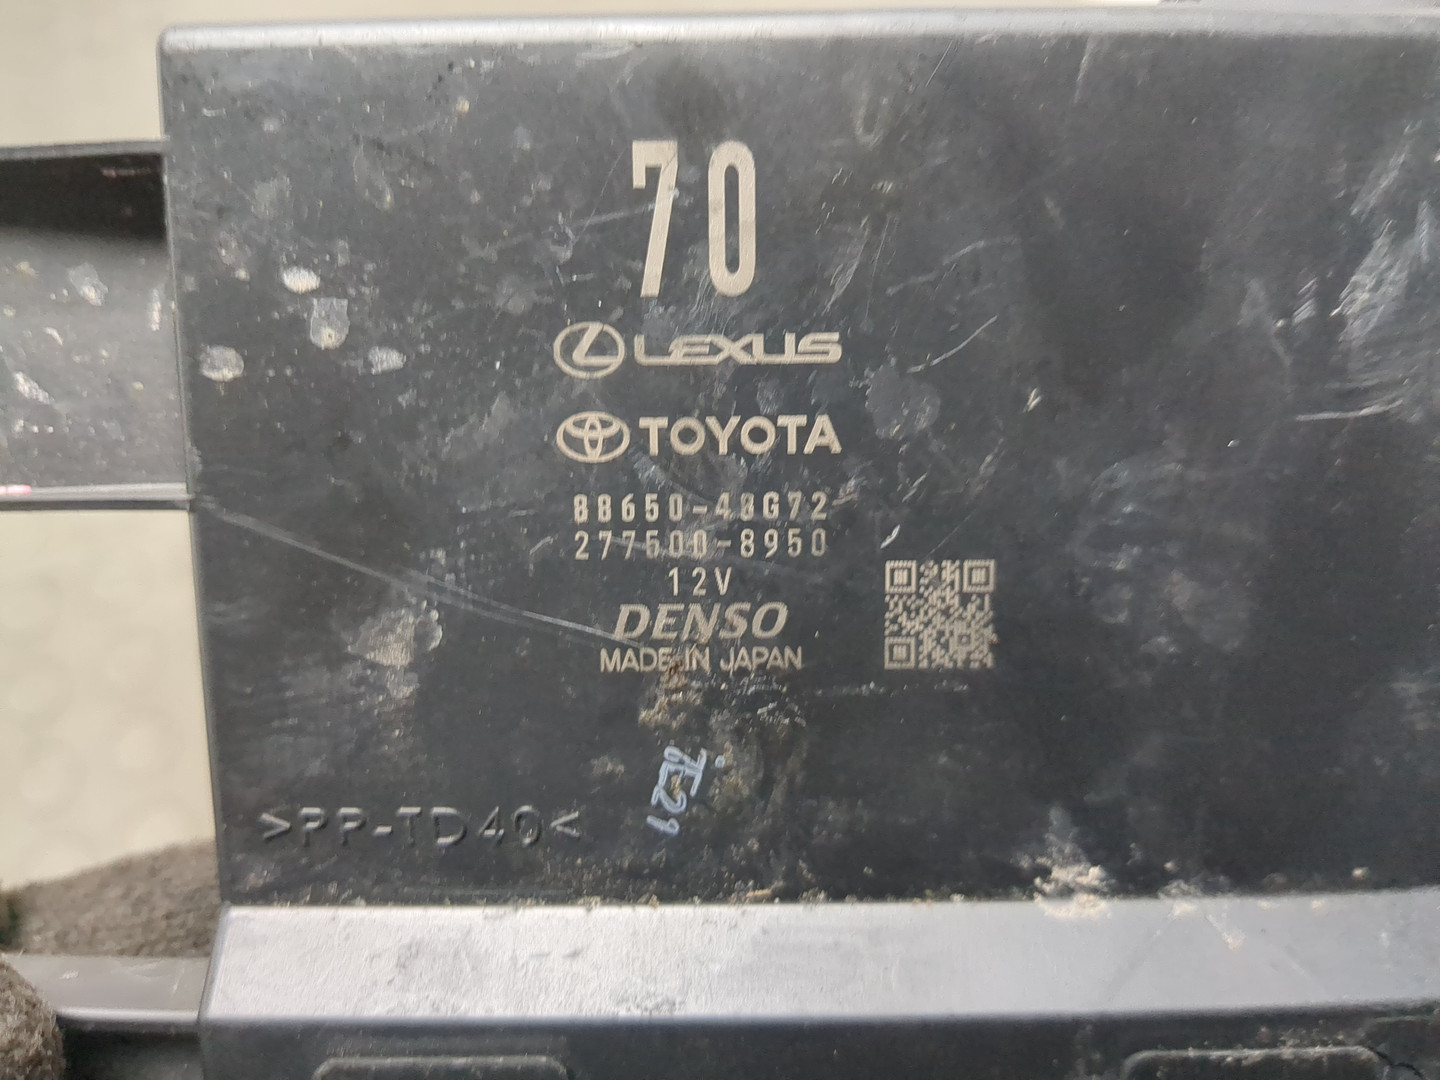 70
LEXUS
TOYOTA
88650-48G72
277500-8950
12V
DENSO
MADE IN JAPAN
>PP-TD40<